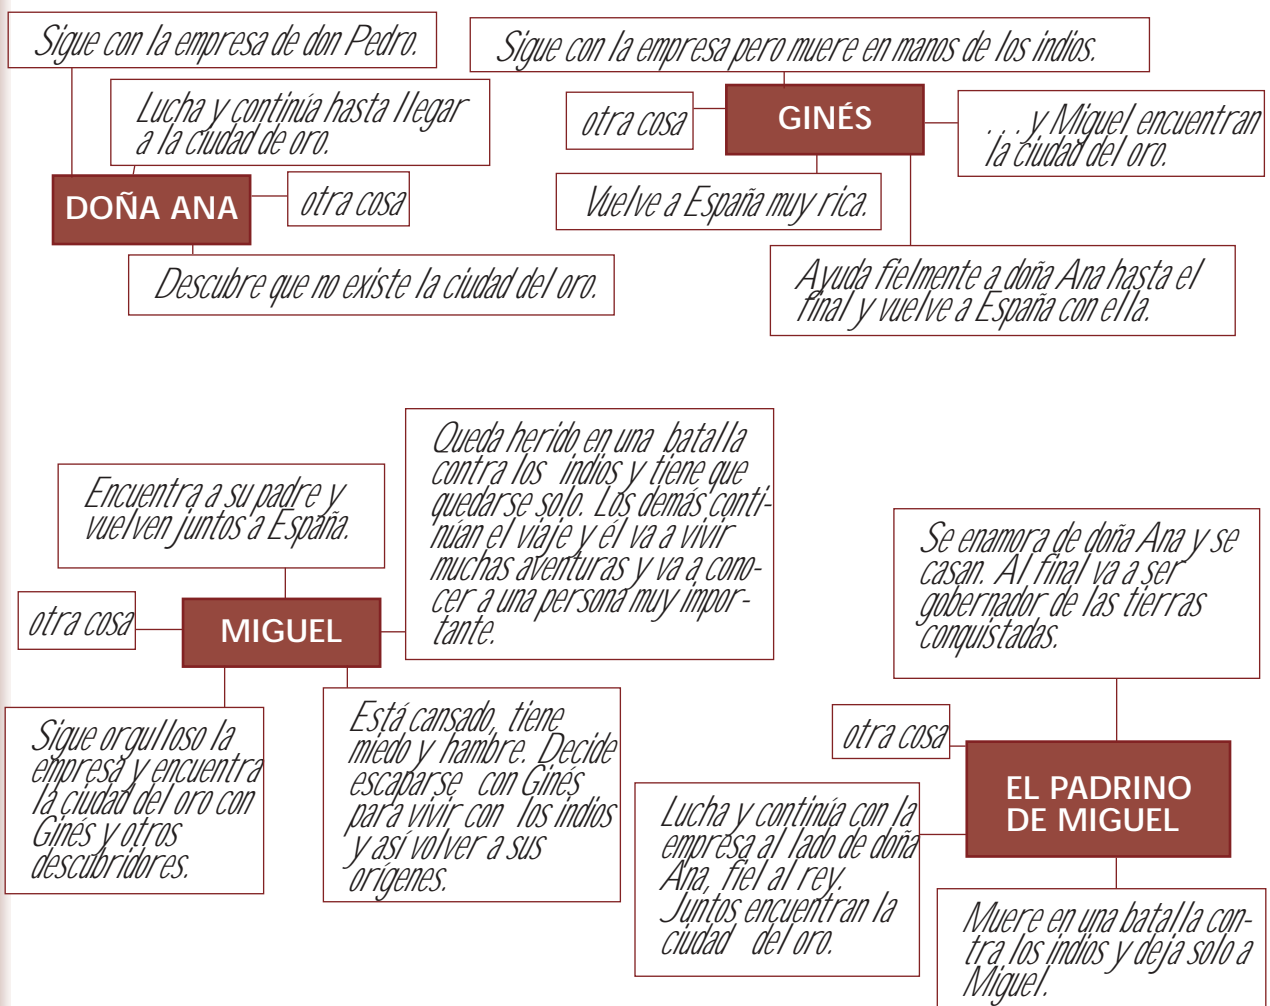 Sigue con la empresa de don Pedro.
Lucha y continúa hasta llegar
a la ciudad de oro.
DOÑA ANA
otra cosa
Descubre que no existe la ciudad del oro.
Sigue con la empresa pero muere en manos de los indios.
otra cosa
GINÉS
. . . y Miguel encuentran
la ciudad del oro.
Vuelve a España muy rica.
Ayuda fielmente a doña Ana hasta el
final y vuelve a España con ella.
Encuentra a su padre y
vuelven juntos a España.
Queda herido en una batalla
contra los indios y tiene que
quedarse solo. Los demás conti-
núan el viaje y él va a vivir
muchas aventuras y va a cono-
cer a una persona muy impor-
tante.
otra cosa
MIGUEL
Sigue orgulloso la
empresa y encuentra
la ciudad del oro con
Ginés y otros
descubridores.
Está cansado, tiene
miedo y hambre. Decide
escaparse con Ginés
para vivir con los indios
y así volver a sus
orígenes.
Se enamora de doña Ana y se
casan. Al final va a ser
gobernador de las tierras
conquistadas.
otra cosa
EL PADRINO
DE MIGUEL
Lucha y continúa con la
empresa al lado de doña
Ana, fiel al rey.
Juntos encuentran la
ciudad del oro.
Muere en una batalla con-
tra los indios y deja solo a
Miguel.